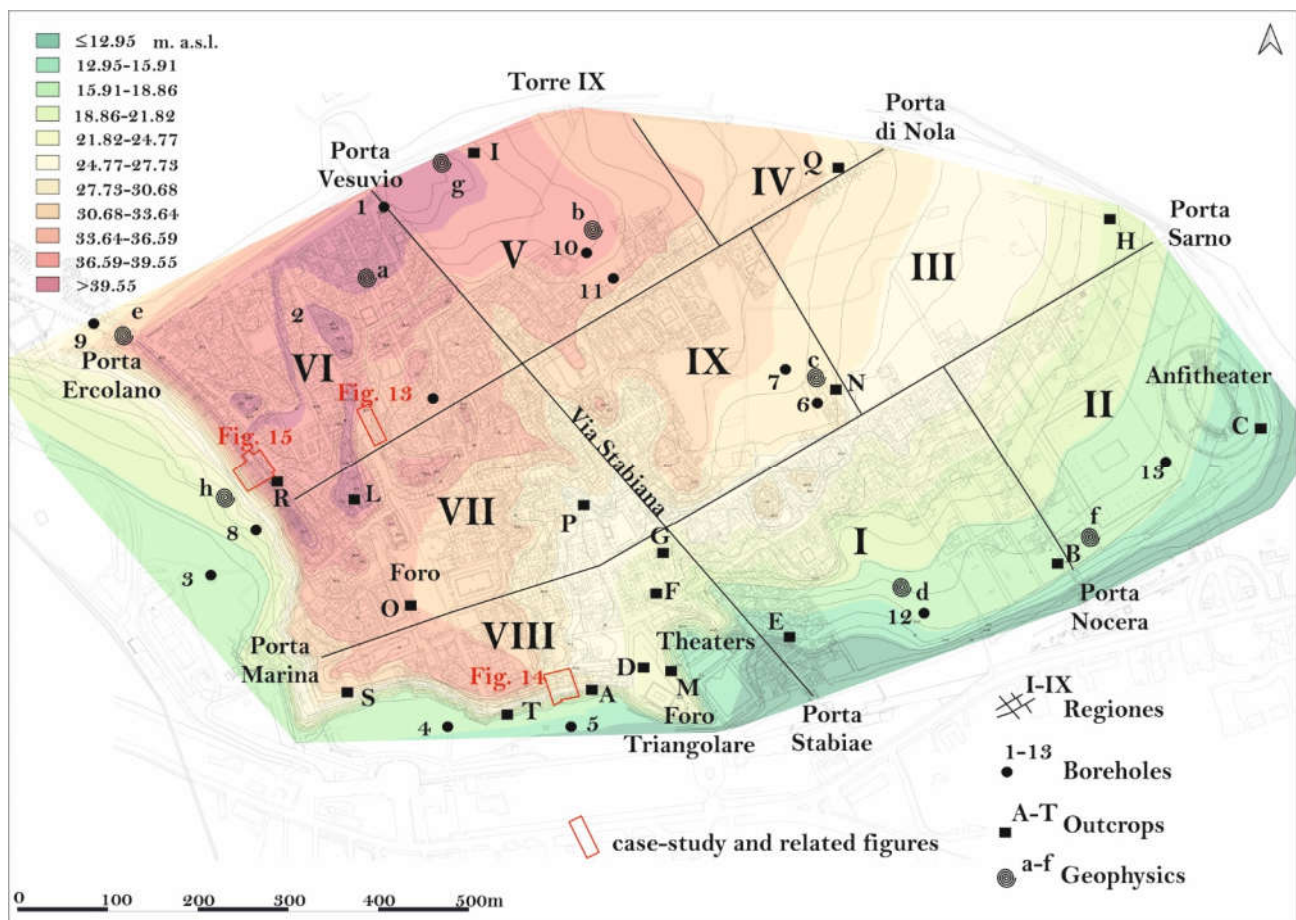 ≤12.95 m. a.s.l.
12.95-15.91
15.91-18.86
18.86-21.82
21.82-24.77
24.77-27.73
27.73-30.68
30.68-33.64
33.64-36.59
36.59-39.55
>39.55
Torre IX
Porta
di Nola
Porta
Vesuvio
I
g
Q
IV
1
b
V
10
H
Porta
Sarno
a
11
III
2
e
9
Porta
Ercolano
VI
IX
7
c
N
6
Anfitheater
II
C
Fig. 13
Via Stabiana
Fig. 15
13
h
R
L
VII
P
8
G
I
f
3
Foro
O
F
d
B
12
Porta
Nocera
VIII
Theaters
E
Porta
Marina
D
M
Fig. 14
S
A
T
4
5
Foro
Triangolare
Porta
Stabiae
I-IX
Regiones
1-13
Boreholes
A-T
Outcrops
a-f
Geophysics
case-study and related figures
0 100 200 300 400 500m